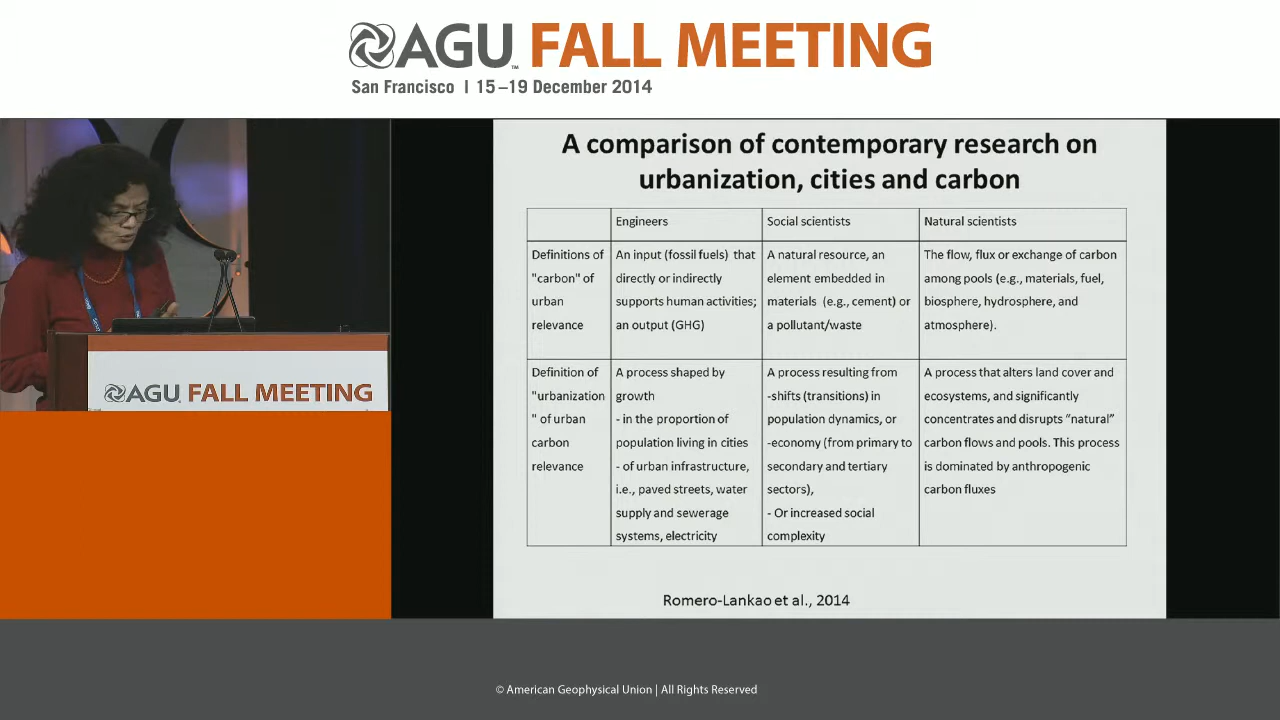 AGU FALL MEETING
San Francisco | 15–19 December 2014
A comparison of contemporary research on
urbanization, cities and carbon
Engineers
Social scientists
Natural scientists
Definitions of
"carbon" of
urban
relevance
An input (fossil fuels) that
directly or indirectly
supports human activities;
an output (GHG)
A natural resource, an
element embedded in
materials (e.g., cement) or
a pollutant/waste
The flow, flux or exchange of carbon
among pools (e.g., materials, fuel,
biosphere, hydrosphere, and
atmosphere).
Definition of
"urbanization
" of urban
carbon
relevance
A process shaped by
growth
- in the proportion of
population living in cities
- of urban infrastructure,
i.e., paved streets, water
supply and sewerage
systems, electricity
A process resulting from
-shifts (transitions) in
population dynamics, or
-economy (from primary to
secondary and tertiary
sectors),
- Or increased social
complexity
A process that alters land cover and
ecosystems, and significantly
concentrates and disrupts “natural”
carbon flows and pools. This process
is dominated by anthropogenic
carbon fluxes
Romero-Lankao et al., 2014
AGU FALL MEETING
© American Geophysical Union | All Rights Reserved